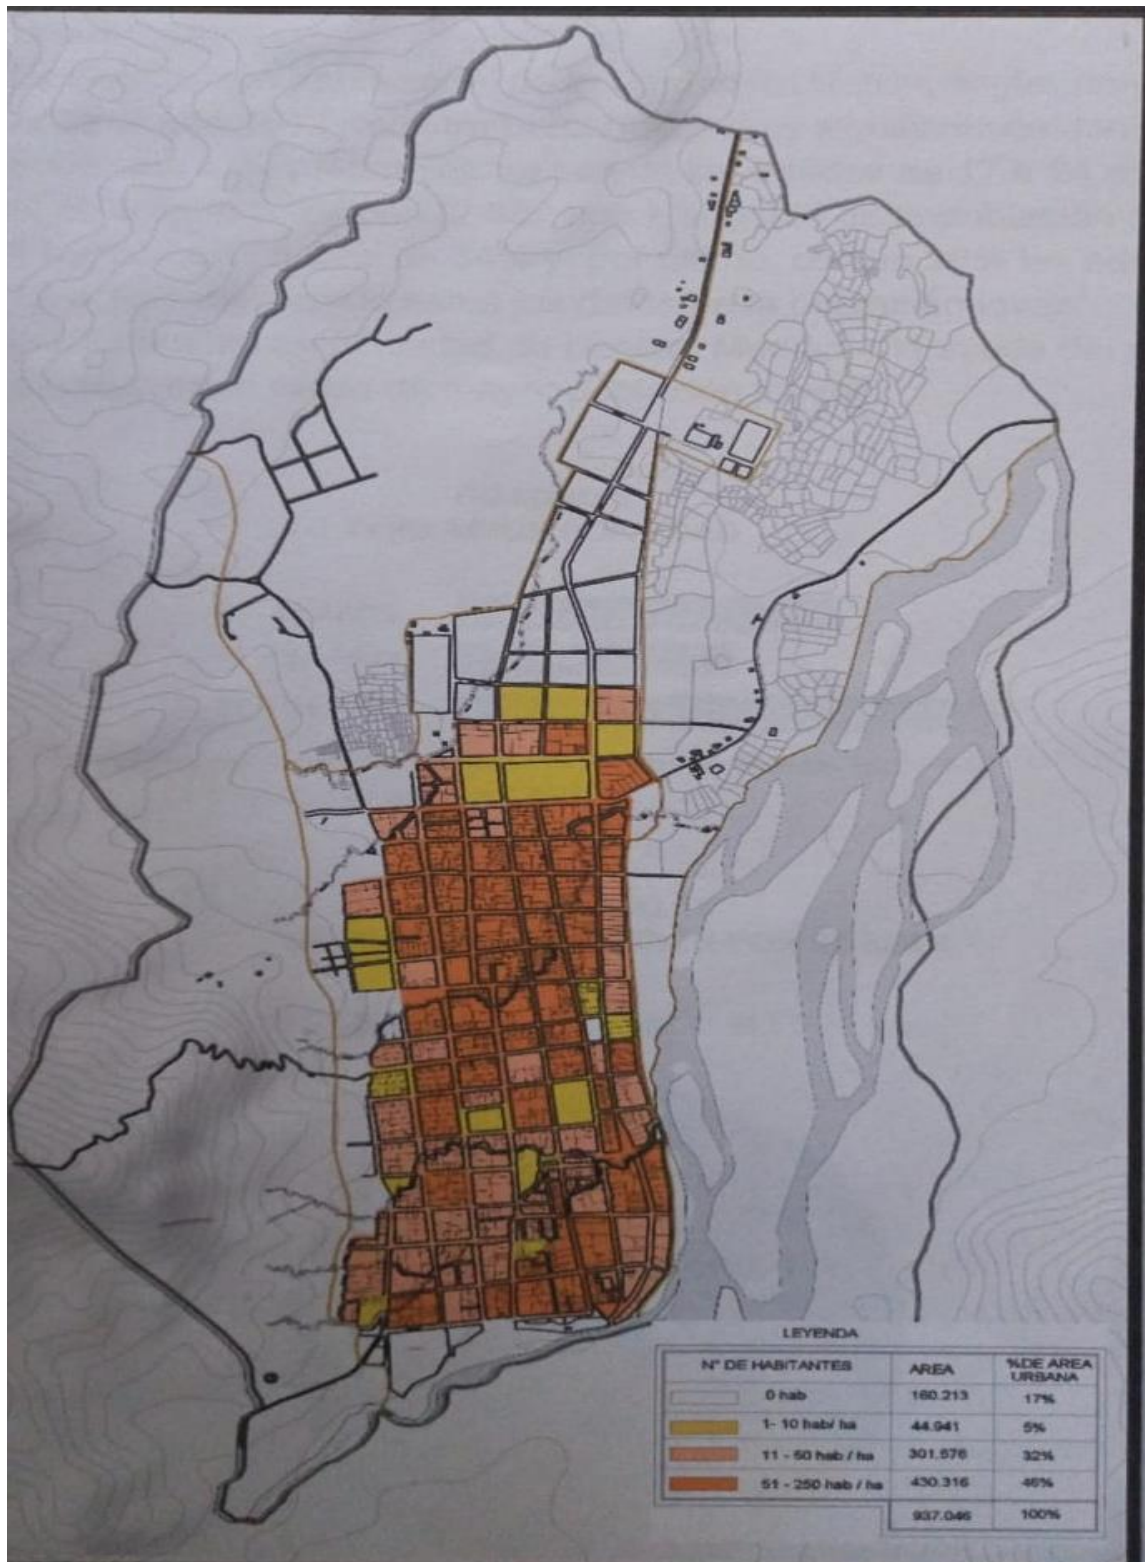 LEYENDA
N° DE HABITANTES AREA %DE AREA URBANA
0 hab 160.213 17%
1- 10 hab/ ha 44.941 5%
11 - 50 hab / ha 301.576 32%
51 - 250 hab / ha 430.316 46%
937.046 100%